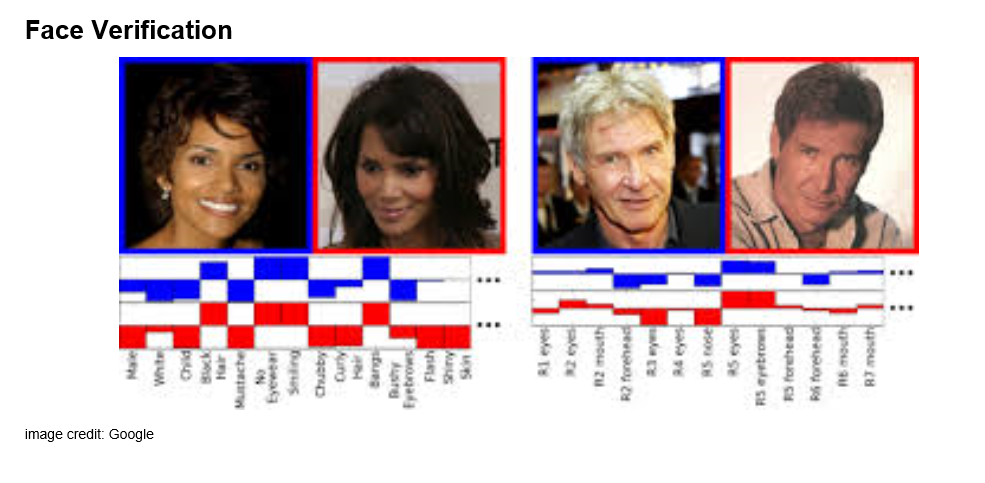 Face Verification
Male
White
Child
Black
Hair
Mustache
No
Eyewear
Smiling
Chubby
Curly
Hair
Bangs
Bushy
Eyebrows
Flash
Shiny
Skin
R1 eyes
R2 eyes
R2 mouth
R2 forehead
R3 eyes
R4 eyes
R5 nose
R5 eyes
R5 eyebrows
R5 forehead
R6 forehead
R6 mouth
R7 mouth
image credit: Google